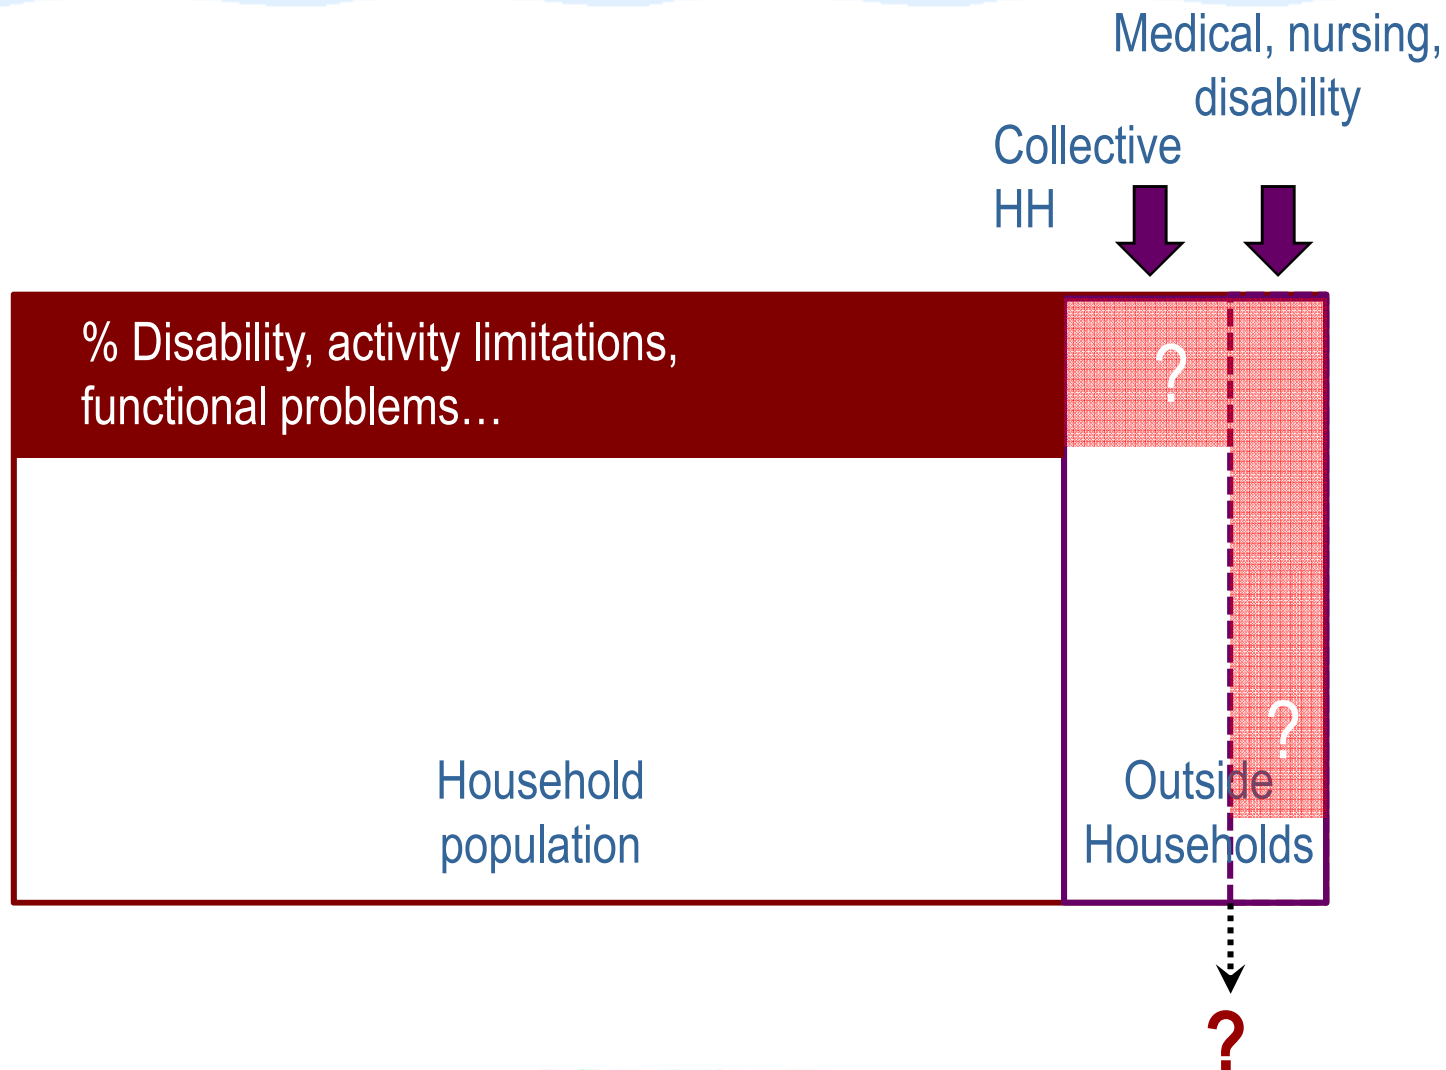 Medical, nursing,
disability
Collective
HH
% Disability, activity limitations,
functional problems…
?
?
Household
population
Outside
Households
?